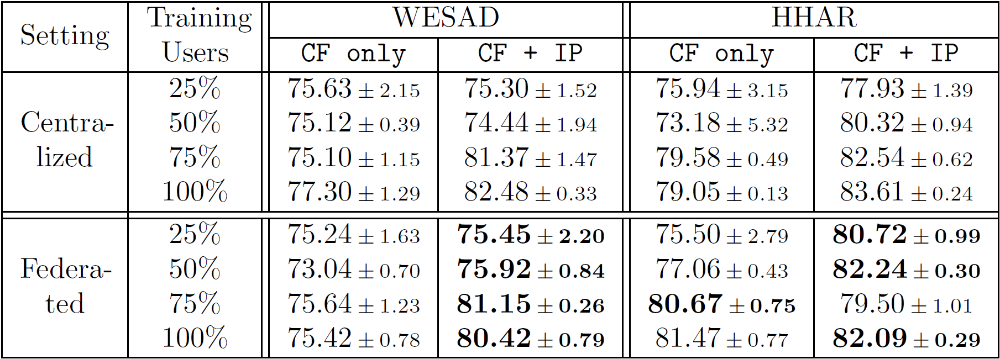 Setting Training Users WESAD HHAR
CF only CF + IP CF only CF + IP
Centra-lized
25% 75.63 ± 2.15 75.30 ± 1.52 75.94 ± 3.15 77.93 ± 1.39
50% 75.12 ± 0.39 74.44 ± 1.94 73.18 ± 5.32 80.32 ± 0.94
75% 75.10 ± 1.15 81.37 ± 1.47 79.58 ± 0.49 82.54 ± 0.62
100% 77.30 ± 1.29 82.48 ± 0.33 79.05 ± 0.13 83.61 ± 0.24
Federa-ted
25% 75.24 ± 1.63 75.45 ± 2.20 75.50 ± 2.79 80.72 ± 0.99
50% 73.04 ± 0.70 75.92 ± 0.84 77.06 ± 0.43 82.24 ± 0.30
75% 75.64 ± 1.23 81.15 ± 0.26 80.67 ± 0.75 79.50 ± 1.01
100% 75.42 ± 0.78 80.42 ± 0.79 81.47 ± 0.77 82.09 ± 0.29